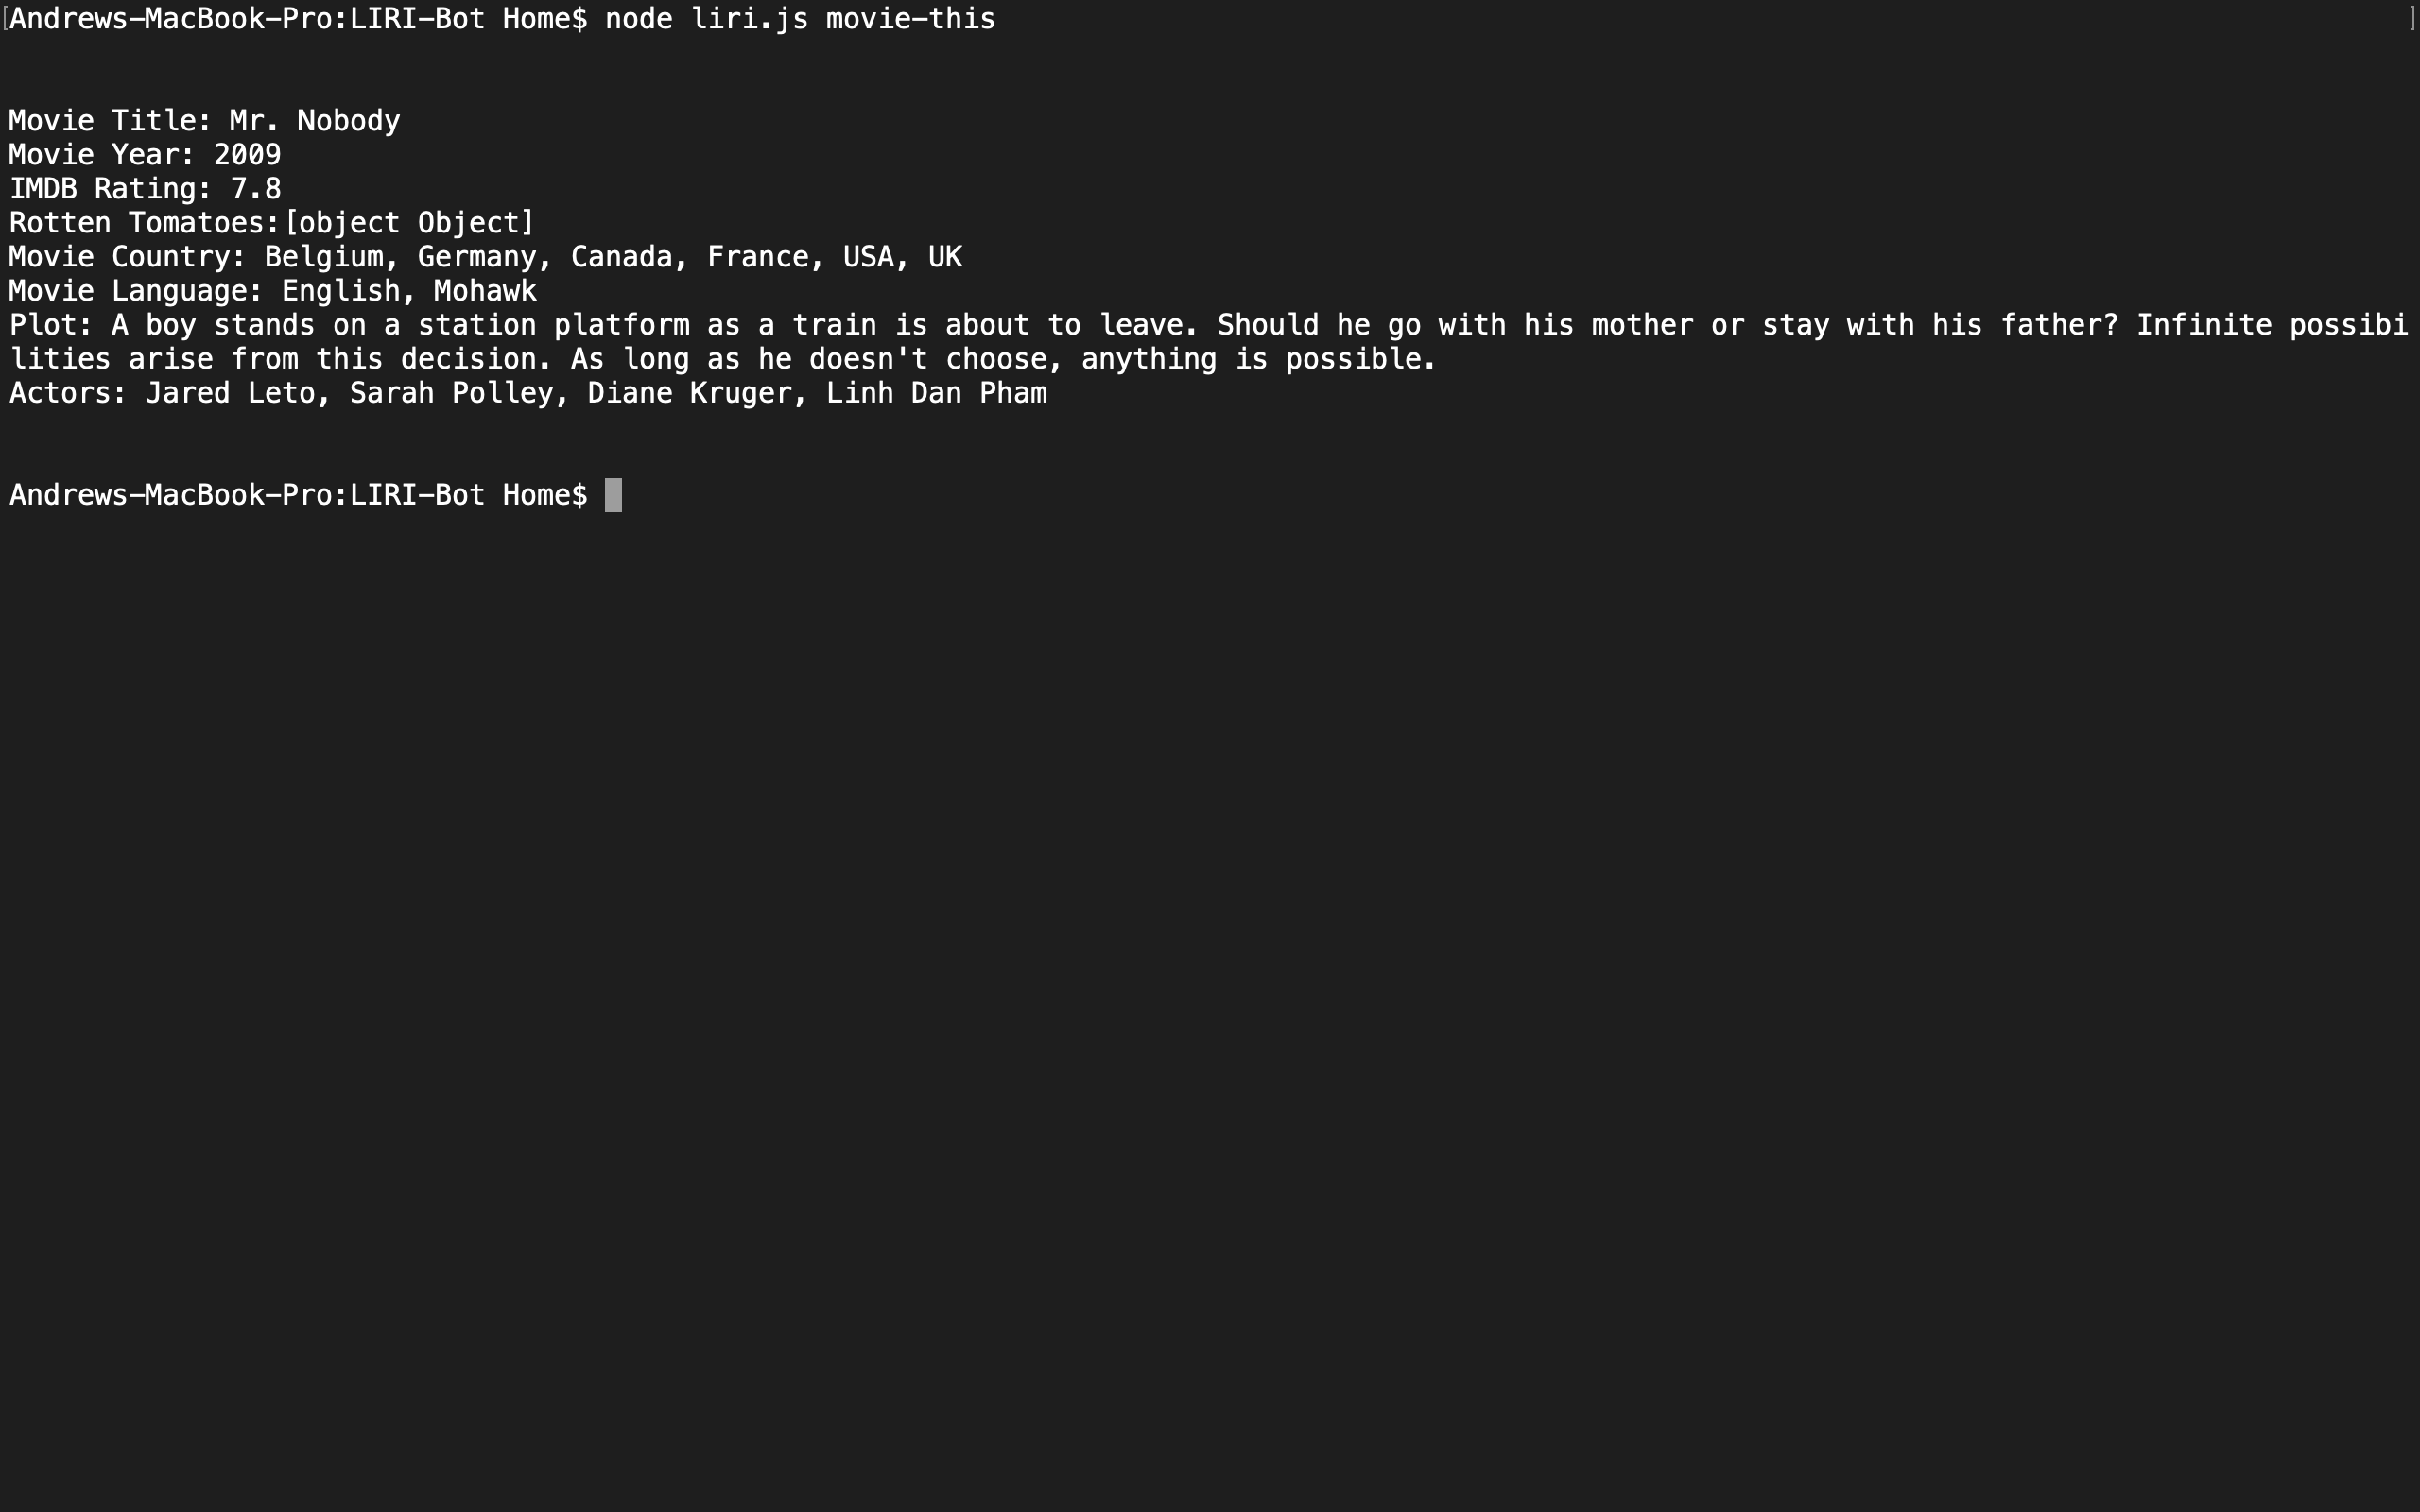 [Andrews-MacBook-Pro:LIRI-Bot Home$ node liri.js movie-this ]
Movie Title: Mr. Nobody
Movie Year: 2009
IMDB Rating: 7.8
Rotten Tomatoes:[object Object]
Movie Country: Belgium, Germany, Canada, France, USA, UK
Movie Language: English, Mohawk
Plot: A boy stands on a station platform as a train is about to leave. Should he go with his mother or stay with his father? Infinite possibi
lities arise from this decision. As long as he doesn't choose, anything is possible.
Actors: Jared Leto, Sarah Polley, Diane Kruger, Linh Dan Pham
Andrews-MacBook-Pro:LIRI-Bot Home$